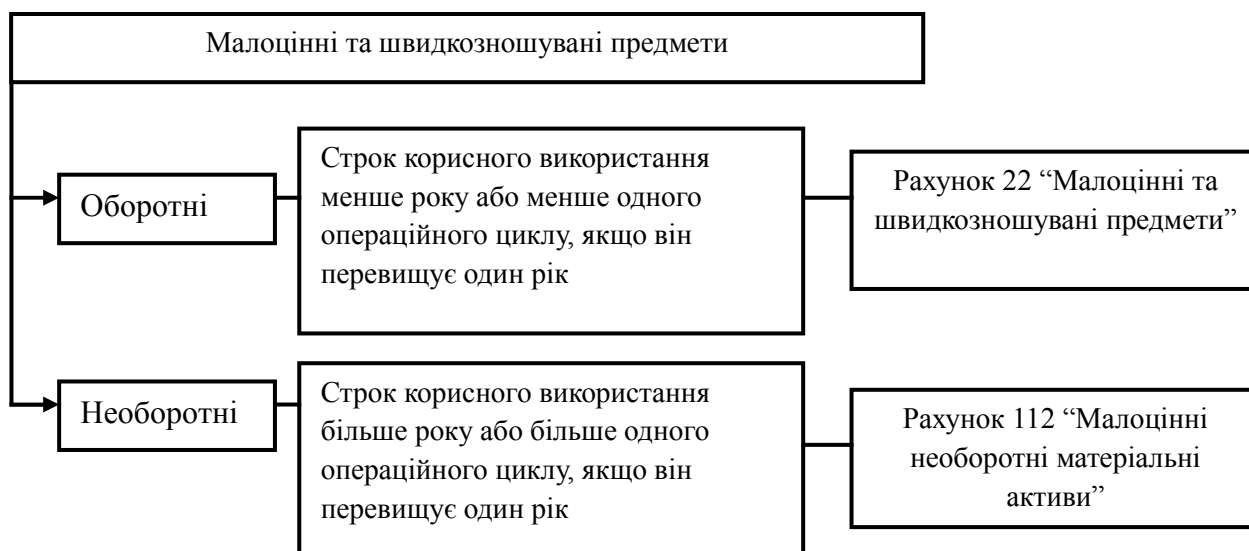 Малоцінні та швидкозношувані предмети
Оборотні
Строк корисного використання
менше року або менше одного
операційного циклу, якщо він
перевищує один рік
Рахунок 22 “Малоцінні та
швидкозношувані предмети”
Необоротні
Строк корисного використання
більше року або більше одного
операційного циклу, якщо він
перевищує один рік
Рахунок 112 “Малоцінні
необоротні матеріальні
активи”